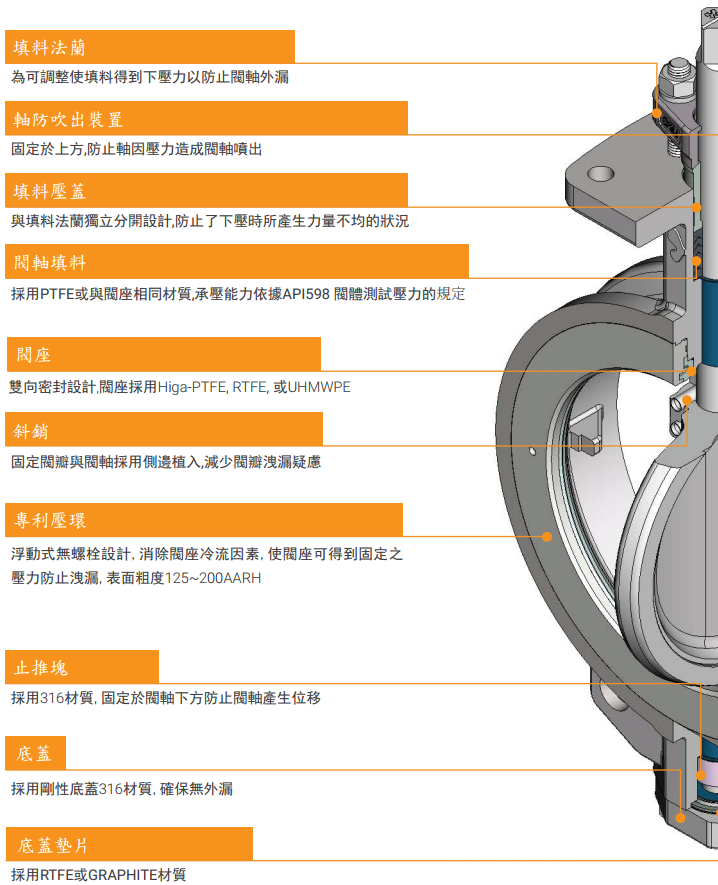 填料法蘭
為可調整使填料得到下壓力以防止閥軸外漏
軸防吹出裝置
固定於上方,防止軸因壓力造成閥軸噴出
填料壓蓋
與填料法蘭獨立分開設計,防止了下壓時所產生力量不均的狀況
閥軸填料
採用PTFE或與閥座相同材質,承壓能力依據API598 閥體測試壓力的規定
閥座
雙向密封設計,閥座採用Higa-PTFE, RTFE, 或UHMWPE
斜銷
固定閥瓣與閥軸採用側邊植入,減少閥瓣洩漏疑慮
專利壓環
浮動式無螺栓設計, 消除閥座冷流因素, 使閥座可得到固定之
壓力防止洩漏, 表面粗度125~200AARH
止推塊
採用316材質, 固定於閥軸下方防止閥軸產生位移
底蓋
採用剛性底蓋316材質, 確保無外漏
底蓋墊片
採用RTFE或GRAPHITE材質